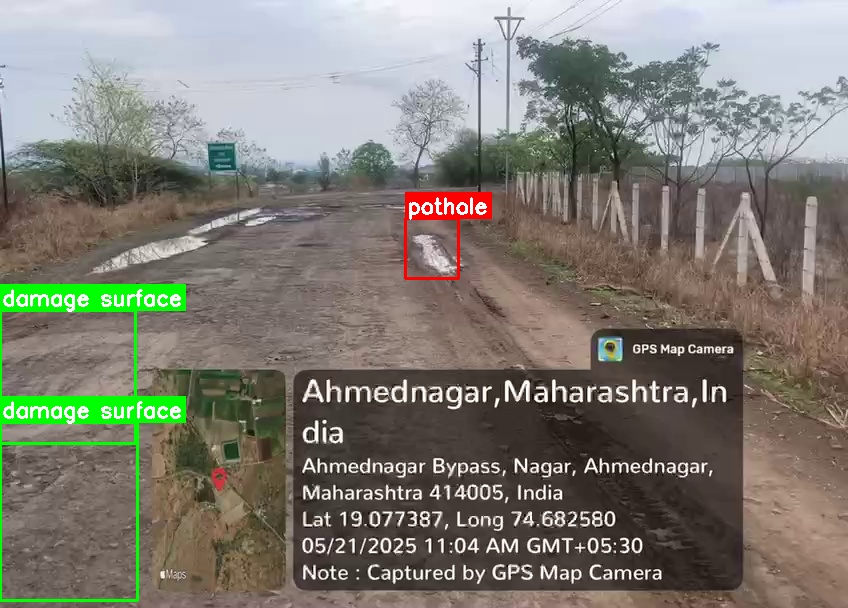 pothole
damage surface
damage surface
GPS Map Camera
Ahmednagar,Maharashtra,In
dia
Ahmednagar Bypass, Nagar, Ahmednagar,
Maharashtra 414005, India
Lat 19.077387, Long 74.682580
05/21/2025 11:04 AM GMT+05:30
Note : Captured by GPS Map Camera
Maps